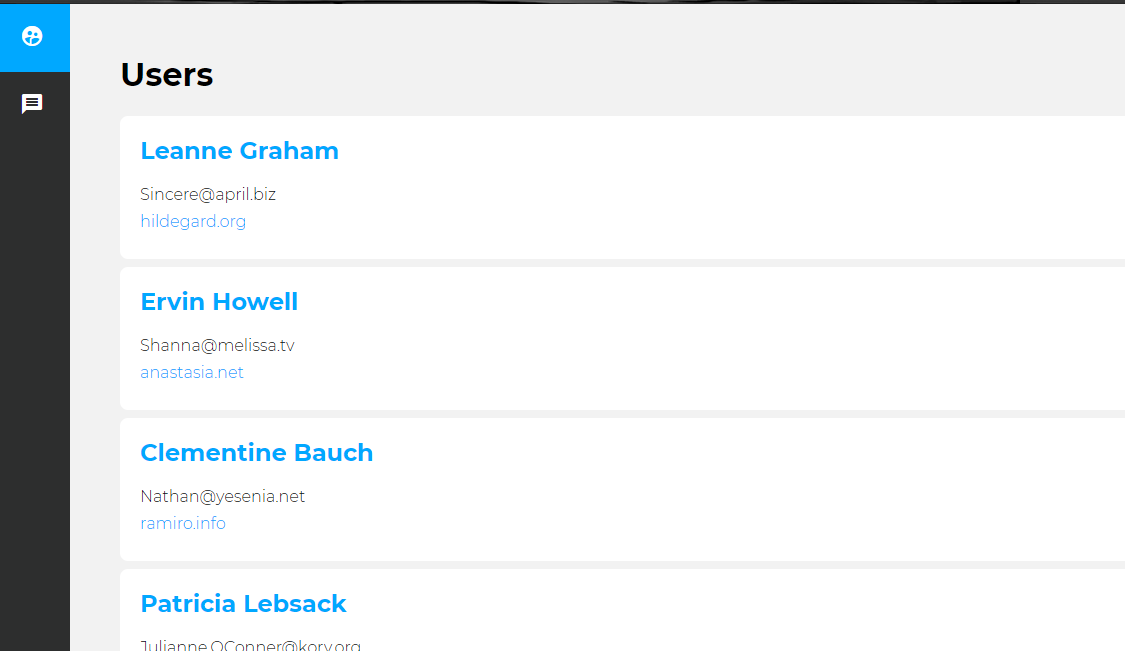 Users
Leanne Graham
Sincere@april.biz
hildegard.org
Ervin Howell
Shanna@melissa.tv
anastasia.net
Clementine Bauch
Nathan@yesenia.net
ramiro.info
Patricia Lebsack
Julianne.OConner@kory.org